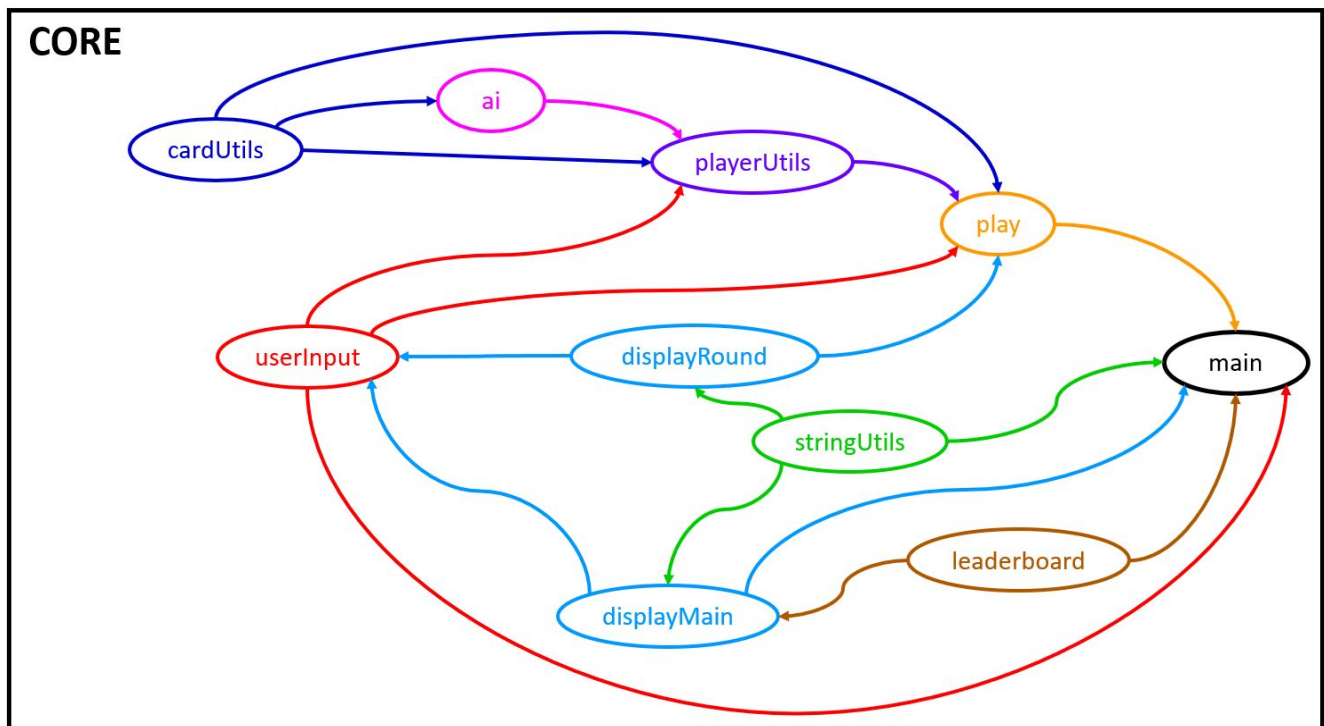 CORE
ai
cardUtils
playerUtils
play
userInput
displayRound
main
stringUtils
leaderboard
displayMain